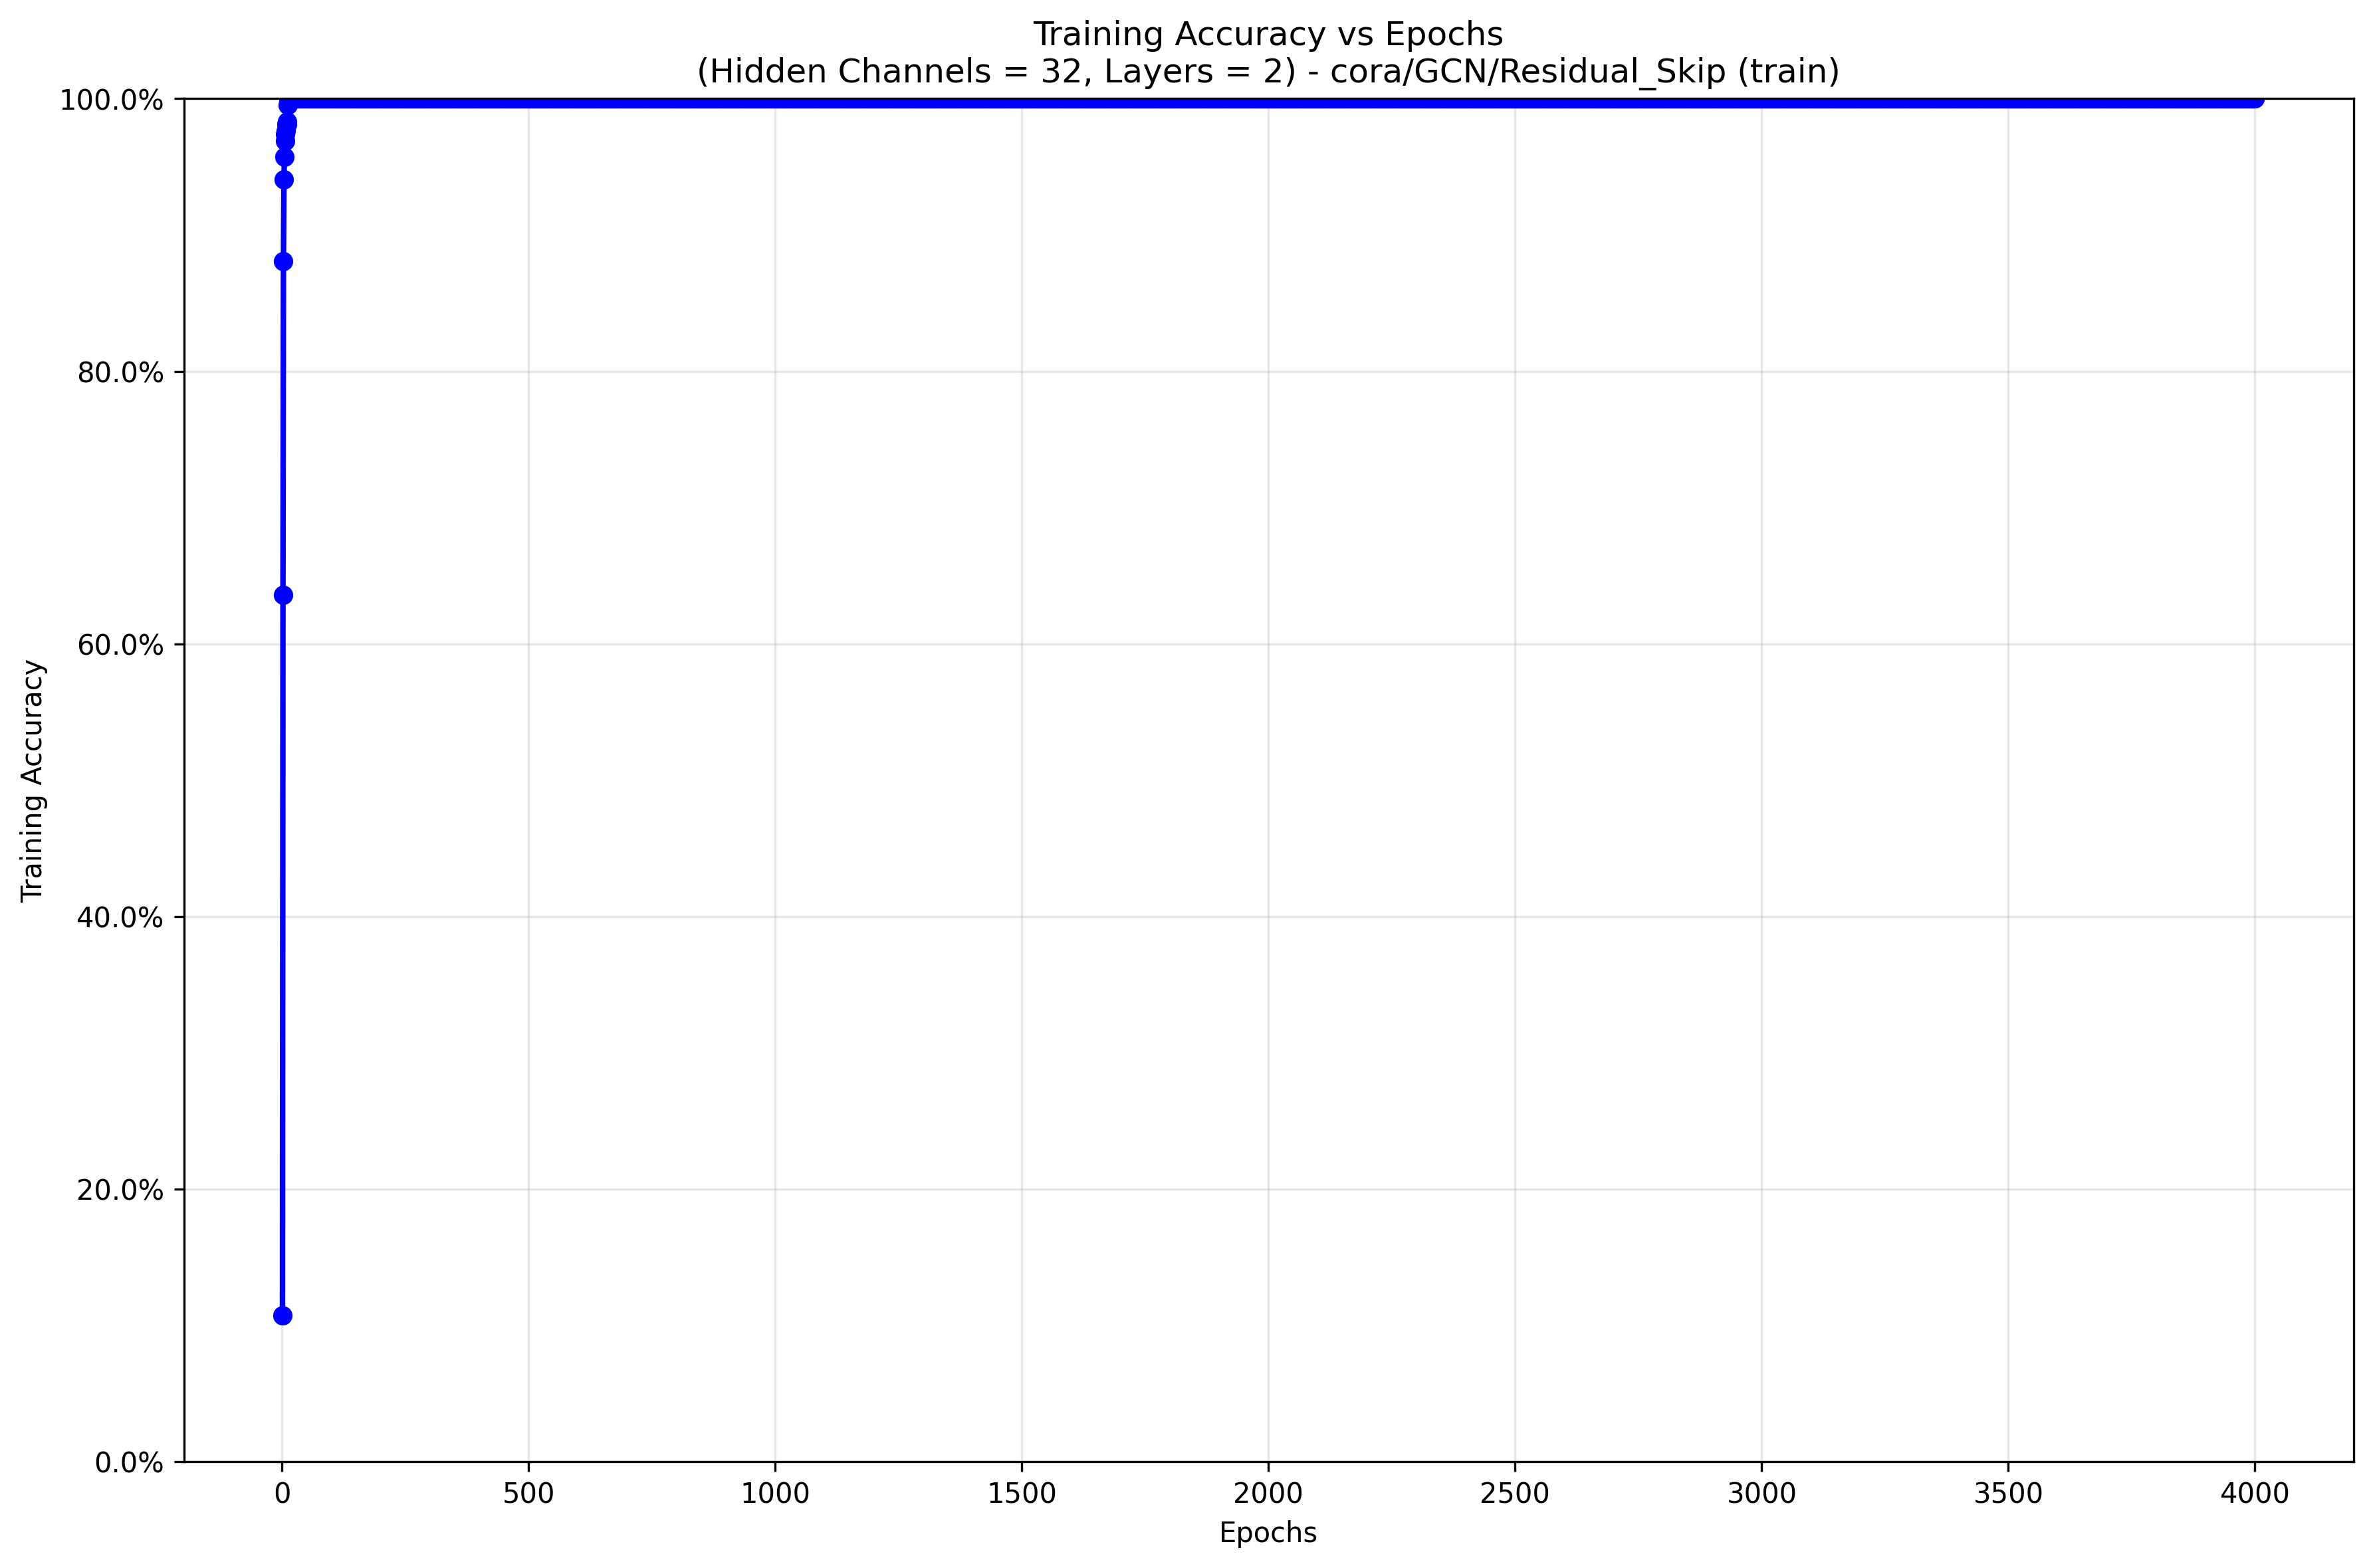 Training Accuracy vs Epochs
(Hidden Channels = 32, Layers = 2) - cora/GCN/Residual_Skip (train)
Training Accuracy
100.0%
80.0%
60.0%
40.0%
20.0%
0.0%
0 500 1000 1500 2000 2500 3000 3500 4000
Epochs